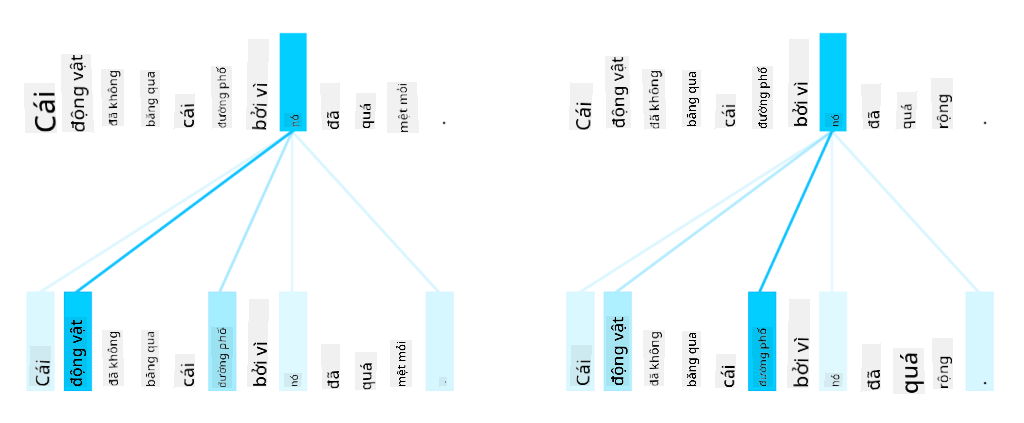 Cái động vật đã không băng qua cái đường phố bởi vì nó đã quá mệt mỏi .
Cái động vật đã không băng qua cái đường phố bởi vì nó đã quá rộng .
Cái động vật đã không băng qua cái đường phố bởi vì nó đã quá mệt mỏi .
Cái động vật đã không băng qua cái đường phố bởi vì nó đã quá rộng .